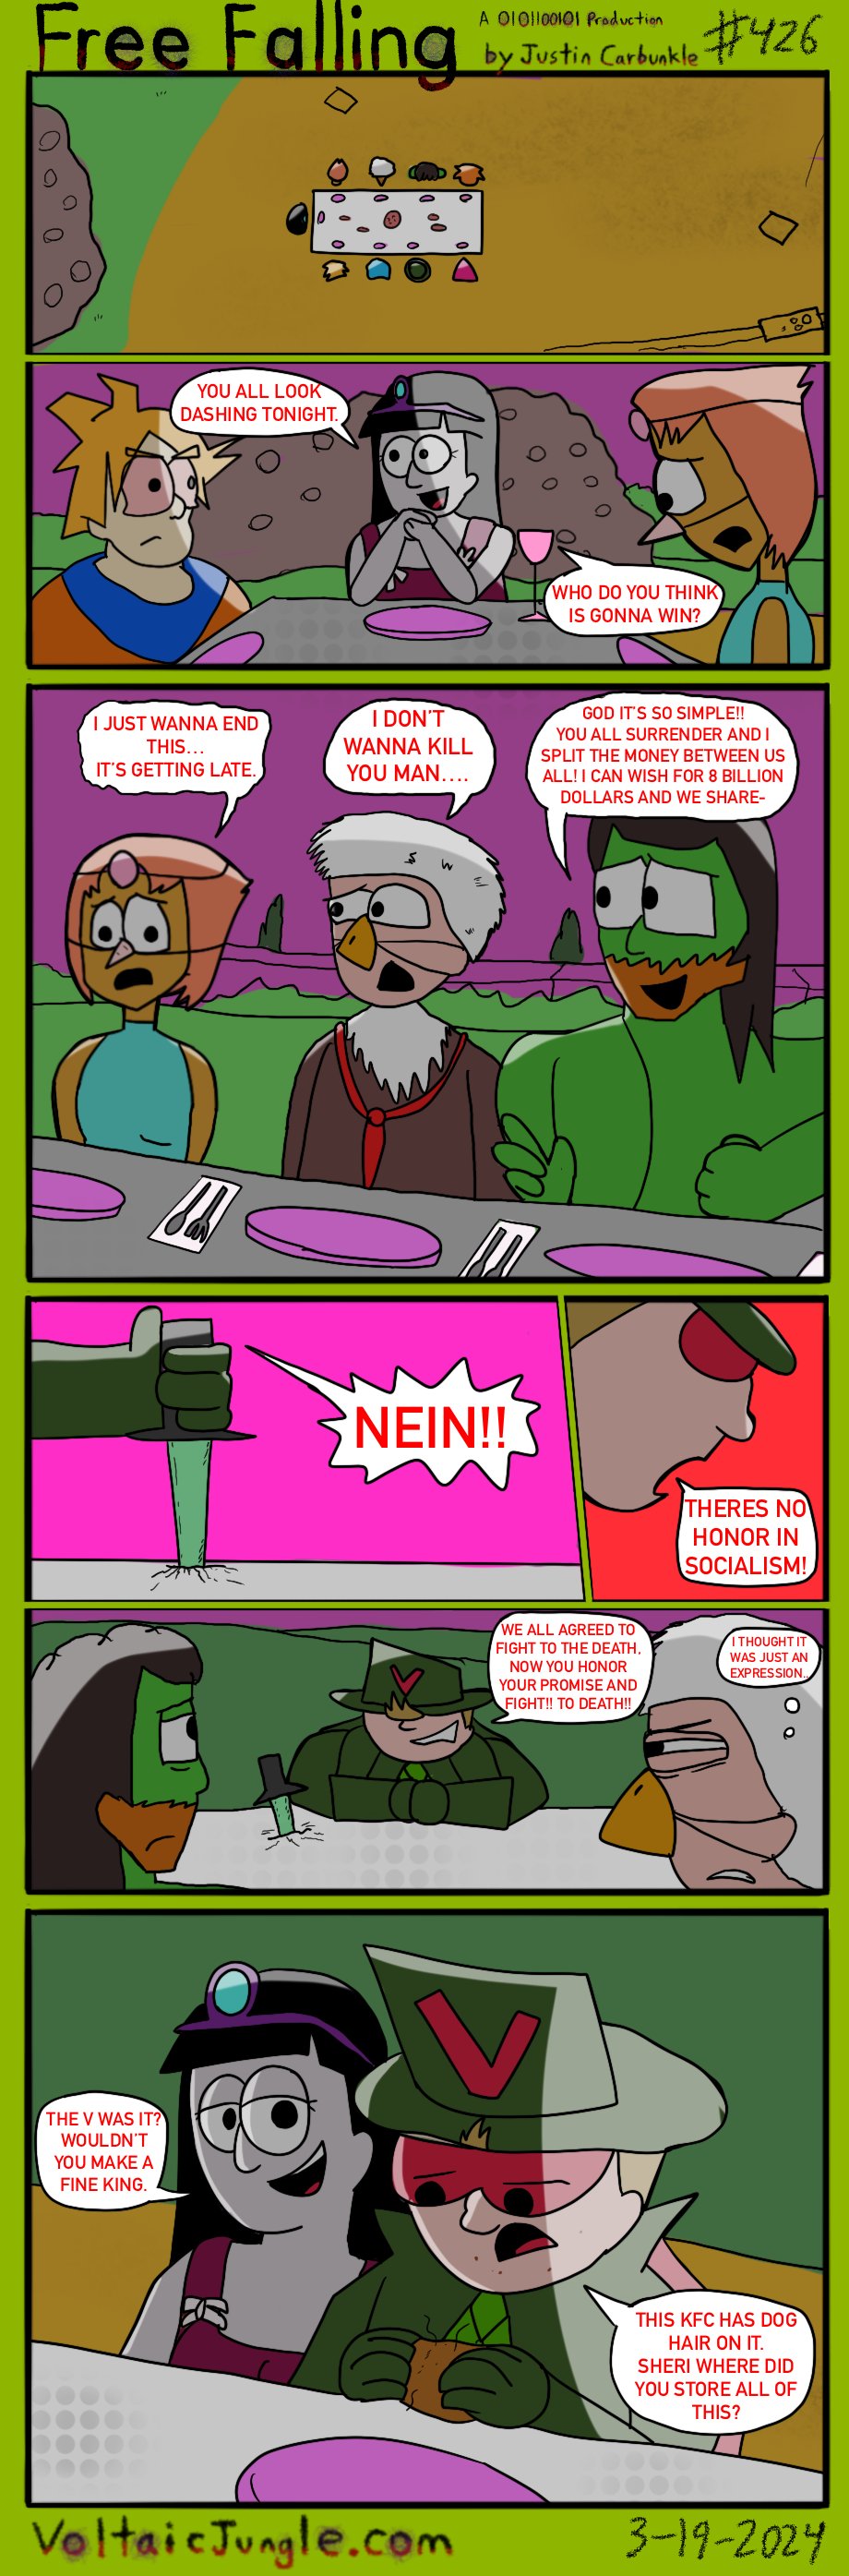 Free Falling
A 0101100101 Production
by Justin Carbunkle
#426
YOU ALL LOOK
DASHING TONIGHT.
WHO DO YOU THINK
IS GONNA WIN?
I JUST WANNA END
THIS...
IT'S GETTING LATE.
I DON'T
WANNA KILL
YOU MAN....
GOD IT'S SO SIMPLE!!
YOU ALL SURRENDER AND I
SPLIT THE MONEY BETWEEN US
ALL! I CAN WISH FOR 8 BILLION
DOLLARS AND WE SHARE-
NEIN!!
THERES NO
HONOR IN
SOCIALISM!
WE ALL AGREED TO
FIGHT TO THE DEATH,
NOW YOU HONOR
YOUR PROMISE AND
FIGHT!! TO DEATH!!
I THOUGHT IT
WAS JUST AN
EXPRESSION..
V
V
THE V WAS IT?
WOULDN'T
YOU MAKE A
FINE KING.
THIS KFC HAS DOG
HAIR ON IT.
SHERI WHERE DID
YOU STORE ALL OF
THIS?
VoltaicJungle.com
3-19-2024